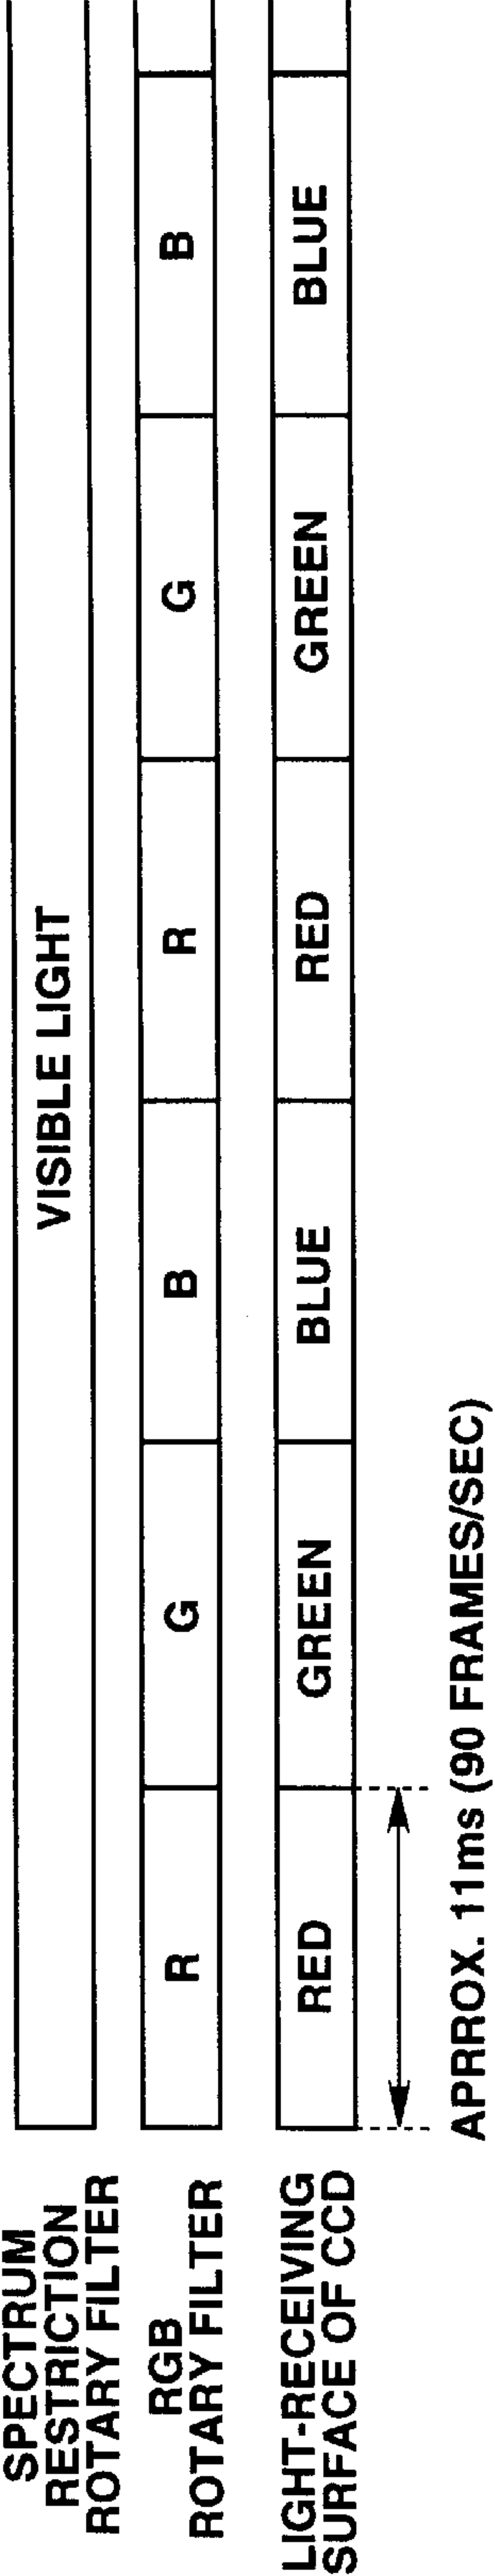 SPECTRUM
RESTRICTION
ROTARY FILTER
VISIBLE LIGHT
RGB
ROTARY FILTER
R
G
B
R
G
B
LIGHT-RECEIVING
SURFACE OF CCD
RED
GREEN
BLUE
RED
GREEN
BLUE
APRROX. 11ms (90 FRAMES/SEC)